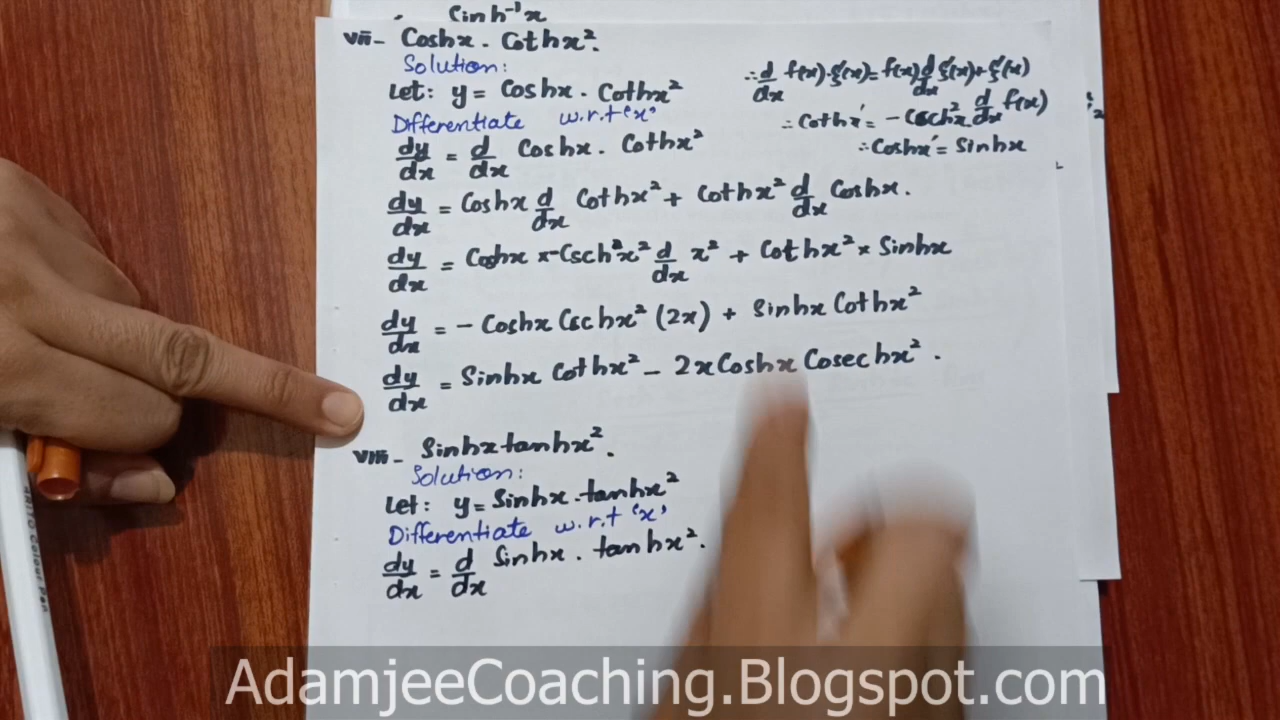 Sinh⁻¹x
vii- Coshx . Cothx².
Solution:
Let: y = Coshx . Cothx²
Differentiate w.r.t 'x'
dy/dx = d/dx Coshx . Cothx²
dy/dx = Coshx d/dx Cothx² + Cothx² d/dx Coshx.
dy/dx = Coshx x -Csch²x² d/dx x² + Cothx² x Sinhx
dy/dx = - Coshx Cschx² (2x) + Sinhx Cothx²
dy/dx = Sinhx Cothx² - 2x Coshx Cosechx² .
∴ d/dx f(x).g(x) = f(x) d/dx g(x) + g(x)
d/dx f(x)
∴ Cothx' = - Csch²x
∴ Coshx' = Sinhx
viii- Sinhx tanhx².
Solution:
Let: y = Sinhx . tanhx²
Differentiate w.r.t 'x'
dy/dx = d/dx Sinhx . tanhx².
AdamjeeCoaching.Blogspot.com